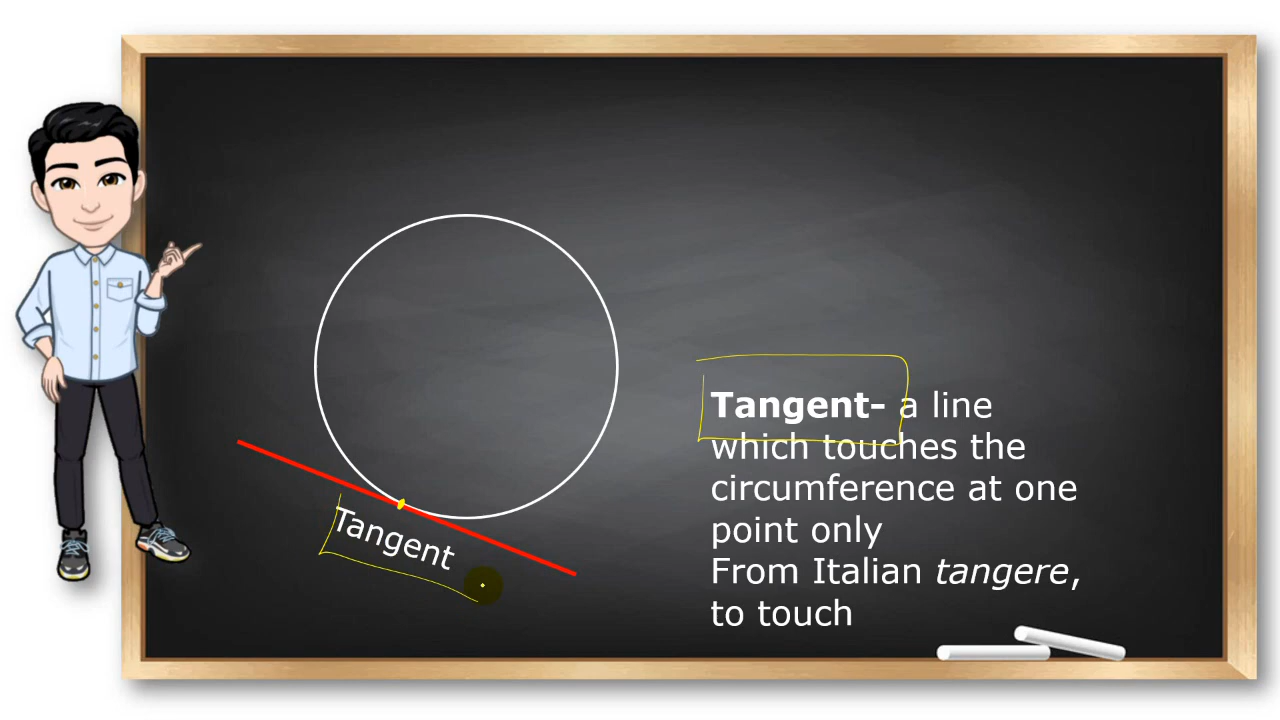 Tangent
Tangent- a line
which touches the
circumference at one
point only
From Italian tangere,
to touch